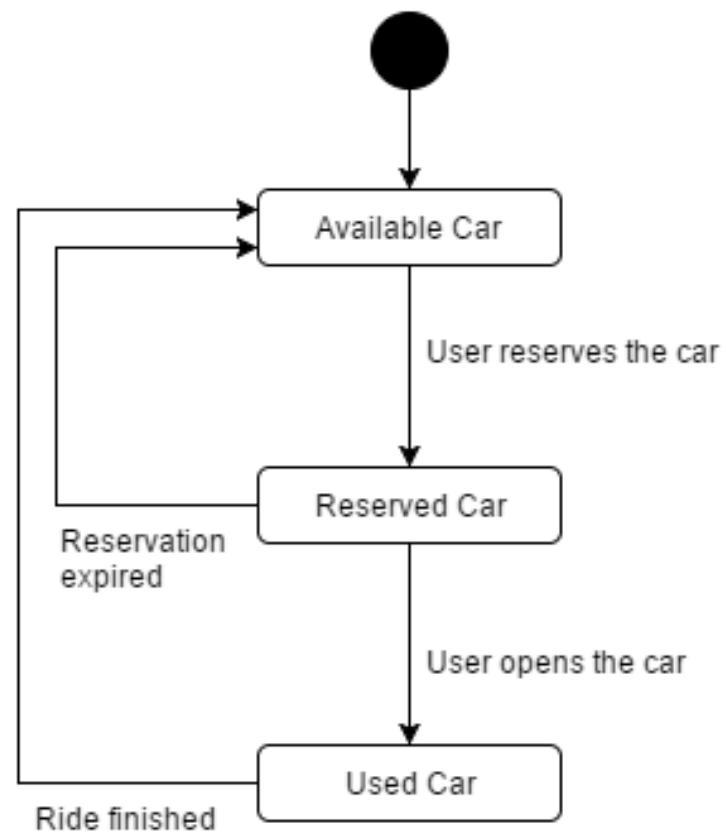 Available Car
User reserves the car
Reserved Car
Reservation
expired
User opens the car
Used Car
Ride finished